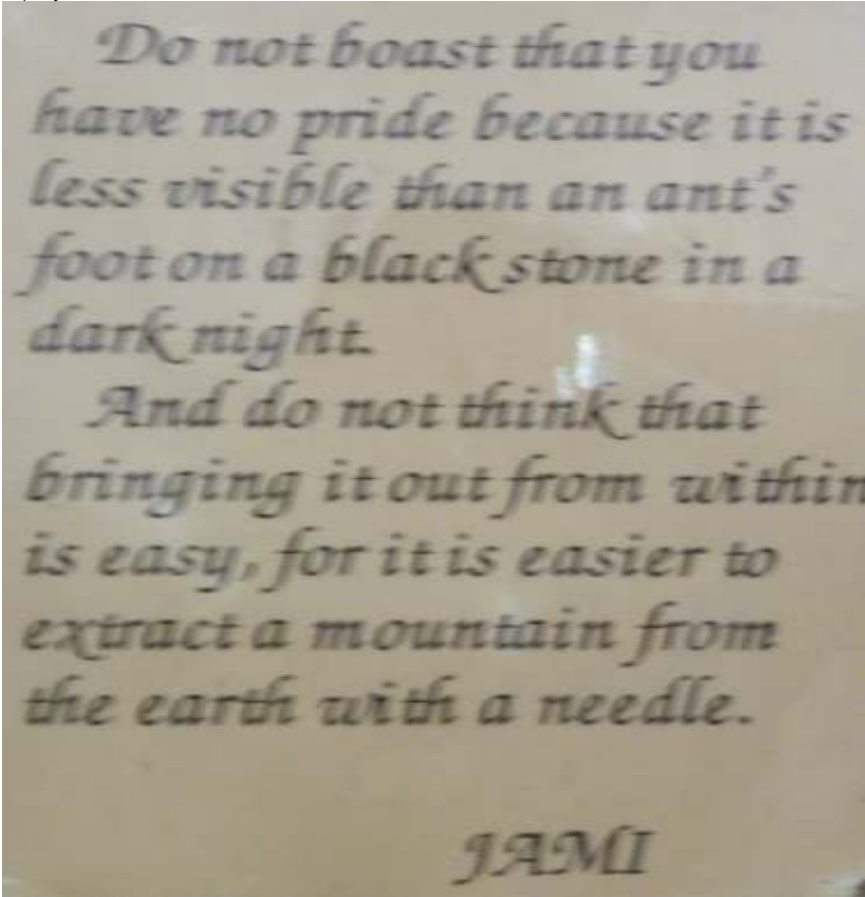 Do not boast that you
have no pride because it is
less visible than an ant's
foot on a black stone in a
dark night.
And do not think that
bringing it out from within
is easy, for it is easier to
extract a mountain from
the earth with a needle.
JAMI